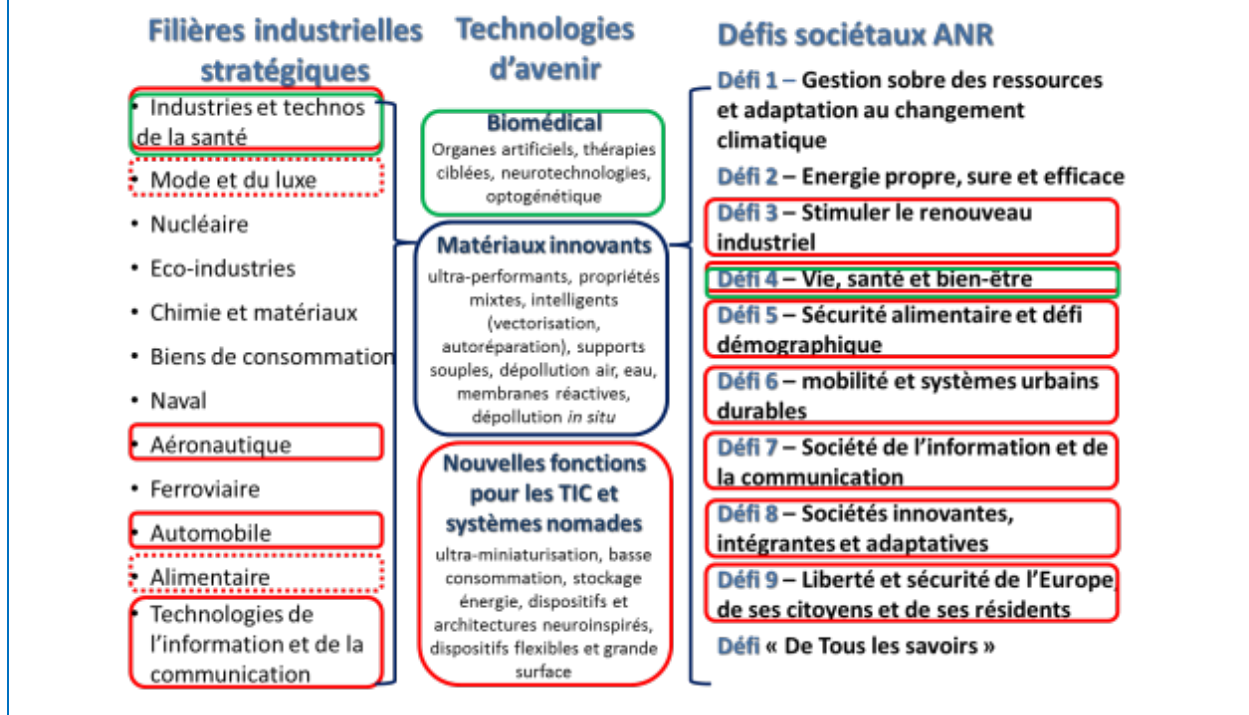 Filières industrielles
stratégiques
• Industries et technos
de la santé
• Mode et du luxe
• Nucléaire
• Eco-industries
• Chimie et matériaux
• Biens de consommation
• Naval
• Aéronautique
• Ferroviaire
• Automobile
• Alimentaire
• Technologies de
l’information et de la
communication
Technologies
d’avenir
Biomédical
Organes artificiels, thérapies
ciblées, neurotechnologies,
optogénétique
Matériaux innovants
ultra-performants, propriétés
mixtes, intelligents
(vectorisation,
autoréparation), supports
souples, dépollution air, eau,
membranes réactives,
dépollution in situ
Nouvelles fonctions
pour les TIC et
systèmes nomades
ultra-miniaturisation, basse
consommation, stockage
énergie, dispositifs et
architectures neuroinspirés,
dispositifs flexibles et grande
surface
Défis sociétaux ANR
Défi 1 – Gestion sobre des ressources
et adaptation au changement
climatique
Défi 2 – Energie propre, sure et efficace
Défi 3 – Stimuler le renouveau
industriel
Défi 4 – Vie, santé et bien-être
Défi 5 – Sécurité alimentaire et défi
démographique
Défi 6 – mobilité et systèmes urbains
durables
Défi 7 – Société de l’information et de
la communication
Défi 8 – Sociétés innovantes,
intégrantes et adaptatives
Défi 9 – Liberté et sécurité de l’Europe,
de ses citoyens et de ses résidents
Défi « De Tous les savoirs »